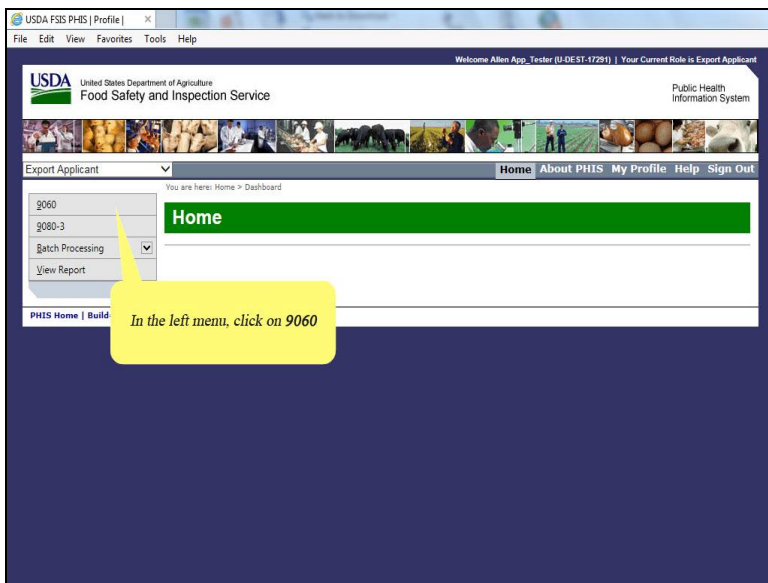 USDA FSIS PHIS | Profile |
File Edit View Favorites Tools Help
Welcome Allen App_Tester (U-DEST-17291) | Your Current Role is Export Applicant
USDA
United States Department of Agriculture
Food Safety and Inspection Service
Public Health
Information System
Export Applicant
Home About PHIS My Profile Help Sign Out
You are here: Home > Dashboard
9060
9080-3
Batch Processing
View Report
Home
PHIS Home | Build
In the left menu, click on 9060